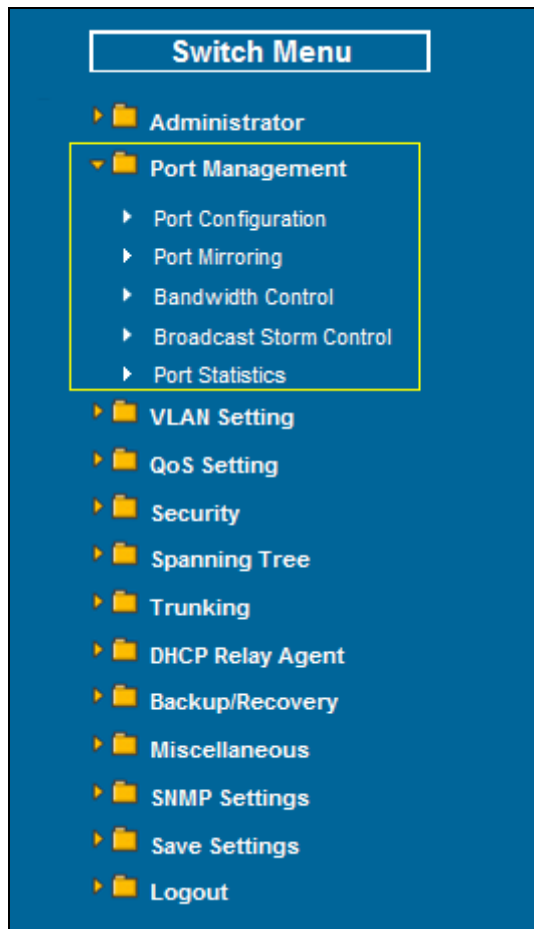 Switch Menu
Administrator
Port Management
Port Configuration
Port Mirroring
Bandwidth Control
Broadcast Storm Control
Port Statistics
VLAN Setting
QoS Setting
Security
Spanning Tree
Trunking
DHCP Relay Agent
Backup/Recovery
Miscellaneous
SNMP Settings
Save Settings
Logout